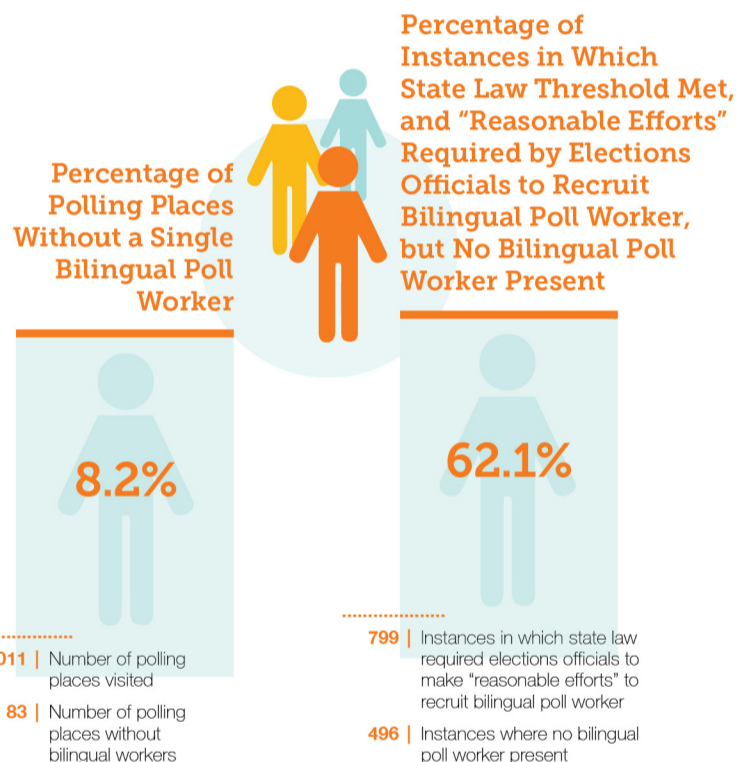 Percentage of
Polling Places
Without a Single
Bilingual Poll
Worker
8.2%
Number of polling
places visited
83 | Number of polling
places without
bilingual workers
Percentage of
Instances in Which
State Law Threshold Met,
and “Reasonable Efforts”
Required by Elections
Officials to Recruit
Bilingual Poll Worker,
but No Bilingual Poll
Worker Present
62.1%
799 | Instances in which state law
required elections officials to
make “reasonable efforts” to
recruit bilingual poll worker
496 | Instances where no bilingual
poll worker present